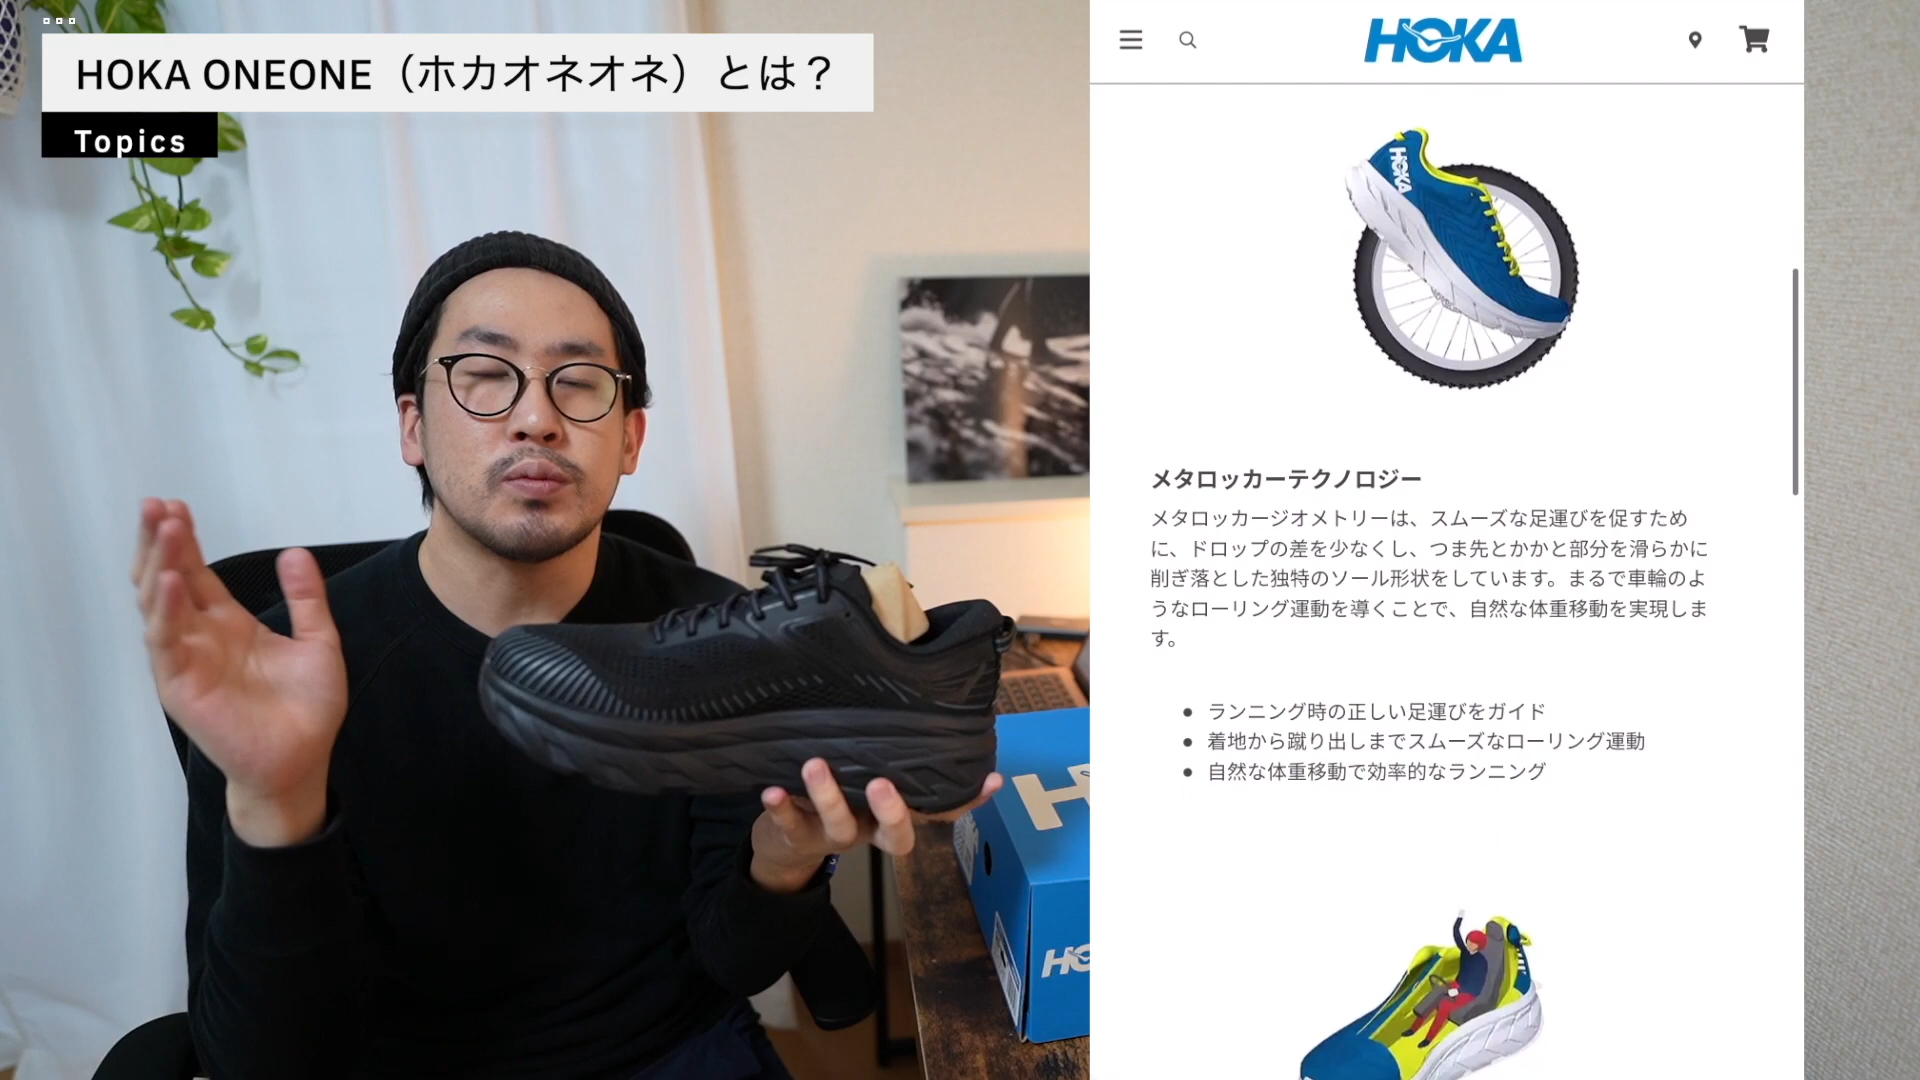 HOKA ONEONE（ホカオネオネ）とは？
Topics
HOKA
HOKA
メタロッカーテクノロジー
メタロッカージオメトリーは、スムーズな足運びを促すため
に、ドロップの差を少なくし、つま先とかかと部分を滑らかに
削ぎ落とした独特のソール形状をしています。まるで車輪のよ
うなローリング運動を導くことで、自然な体重移動を実現しま
す。
● ランニング時の正しい足運びをガイド
● 着地から蹴り出しまでスムーズなローリング運動
● 自然な体重移動で効率的なランニング
H
HO